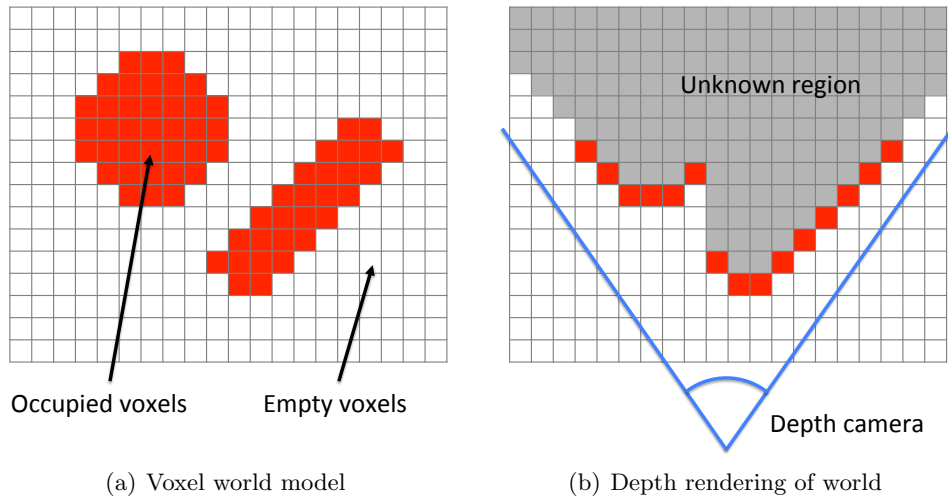 Unknown region
Occupied voxels
Empty voxels
Depth camera
(a) Voxel world model
(b) Depth rendering of world